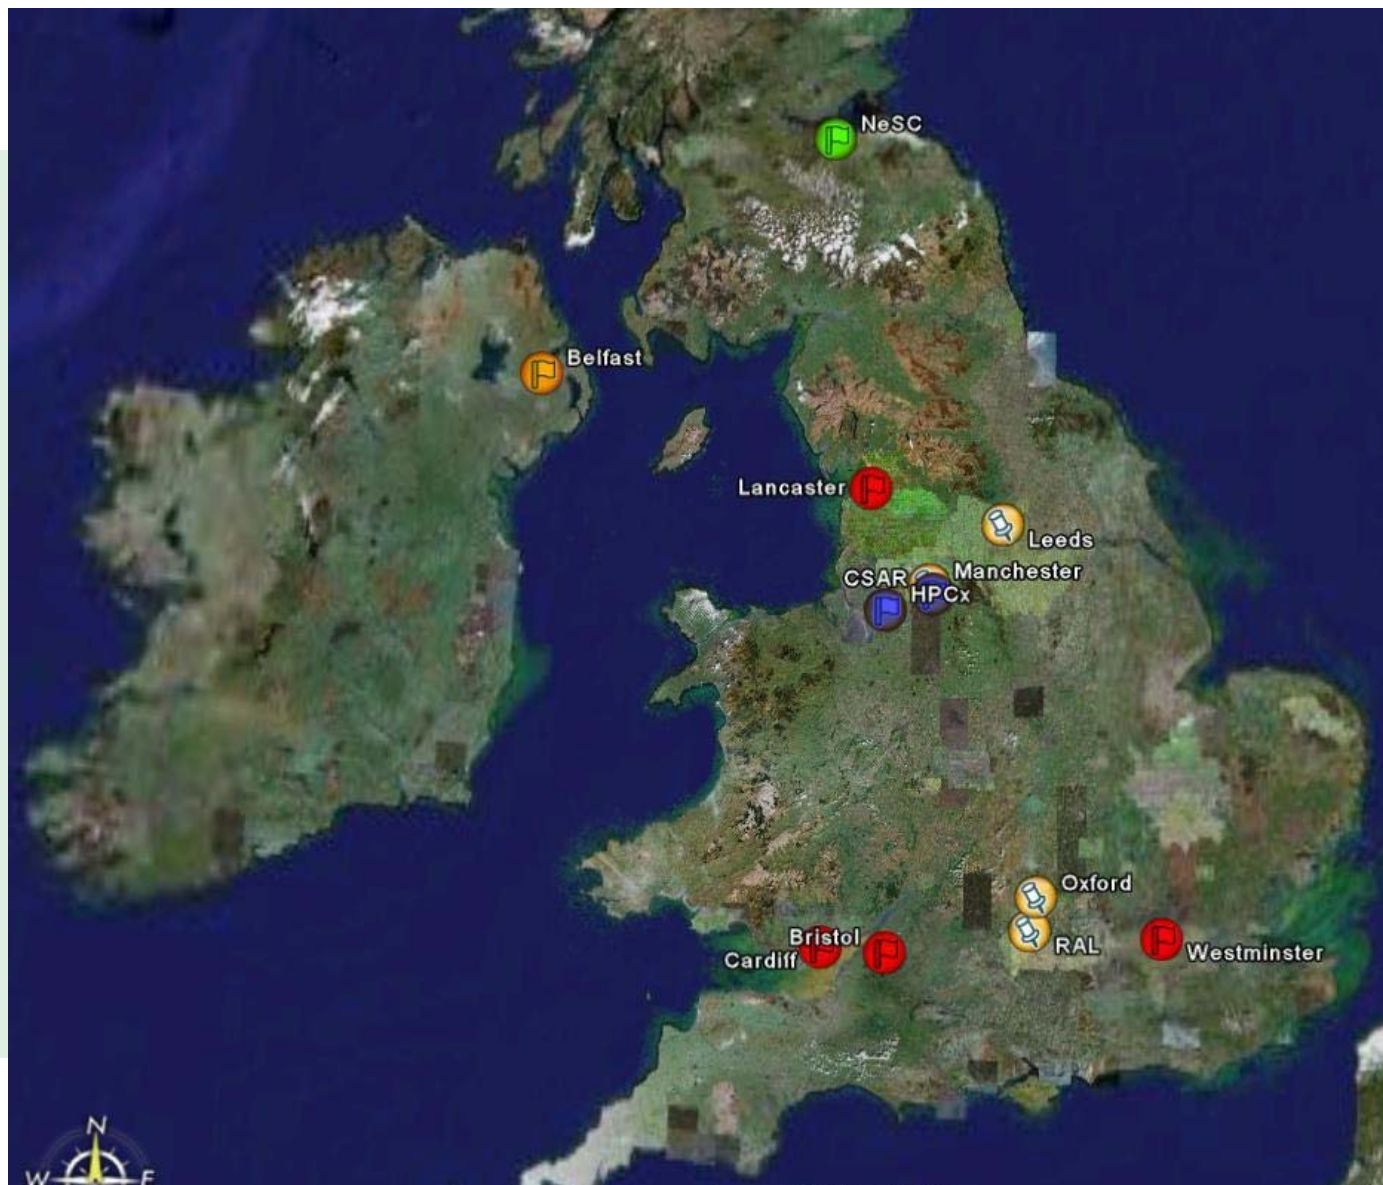 NeSC
Belfast
Lancaster
Leeds
Manchester
CSAR
HPCx
Oxford
Bristol
RAL
Cardiff
Westminster
N
W E